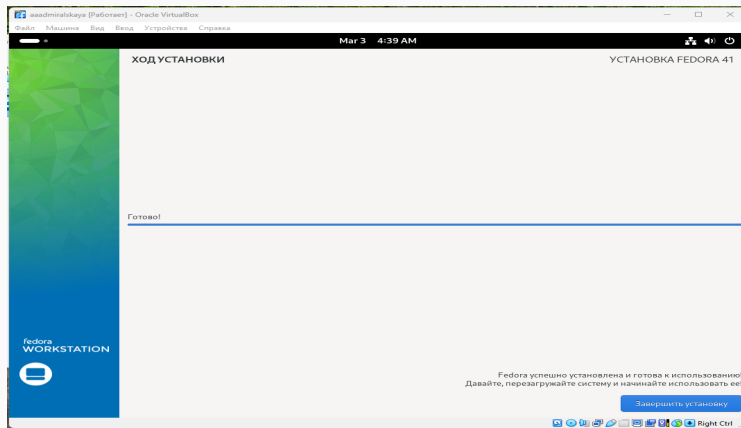 aaadmiralskaya [Работает] - Oracle VirtualBox
Файл Машина Вид Ввод Устройства Справка
Mar 3 4:39 AM
ХОД УСТАНОВКИ
УСТАНОВКА FEDORA 41
Готово!
fedora
WORKSTATION
Fedora успешно установлена и готова к использованию!
Давайте, перезагружайте систему и начинайте использовать её!
Завершить установку
Right Ctrl